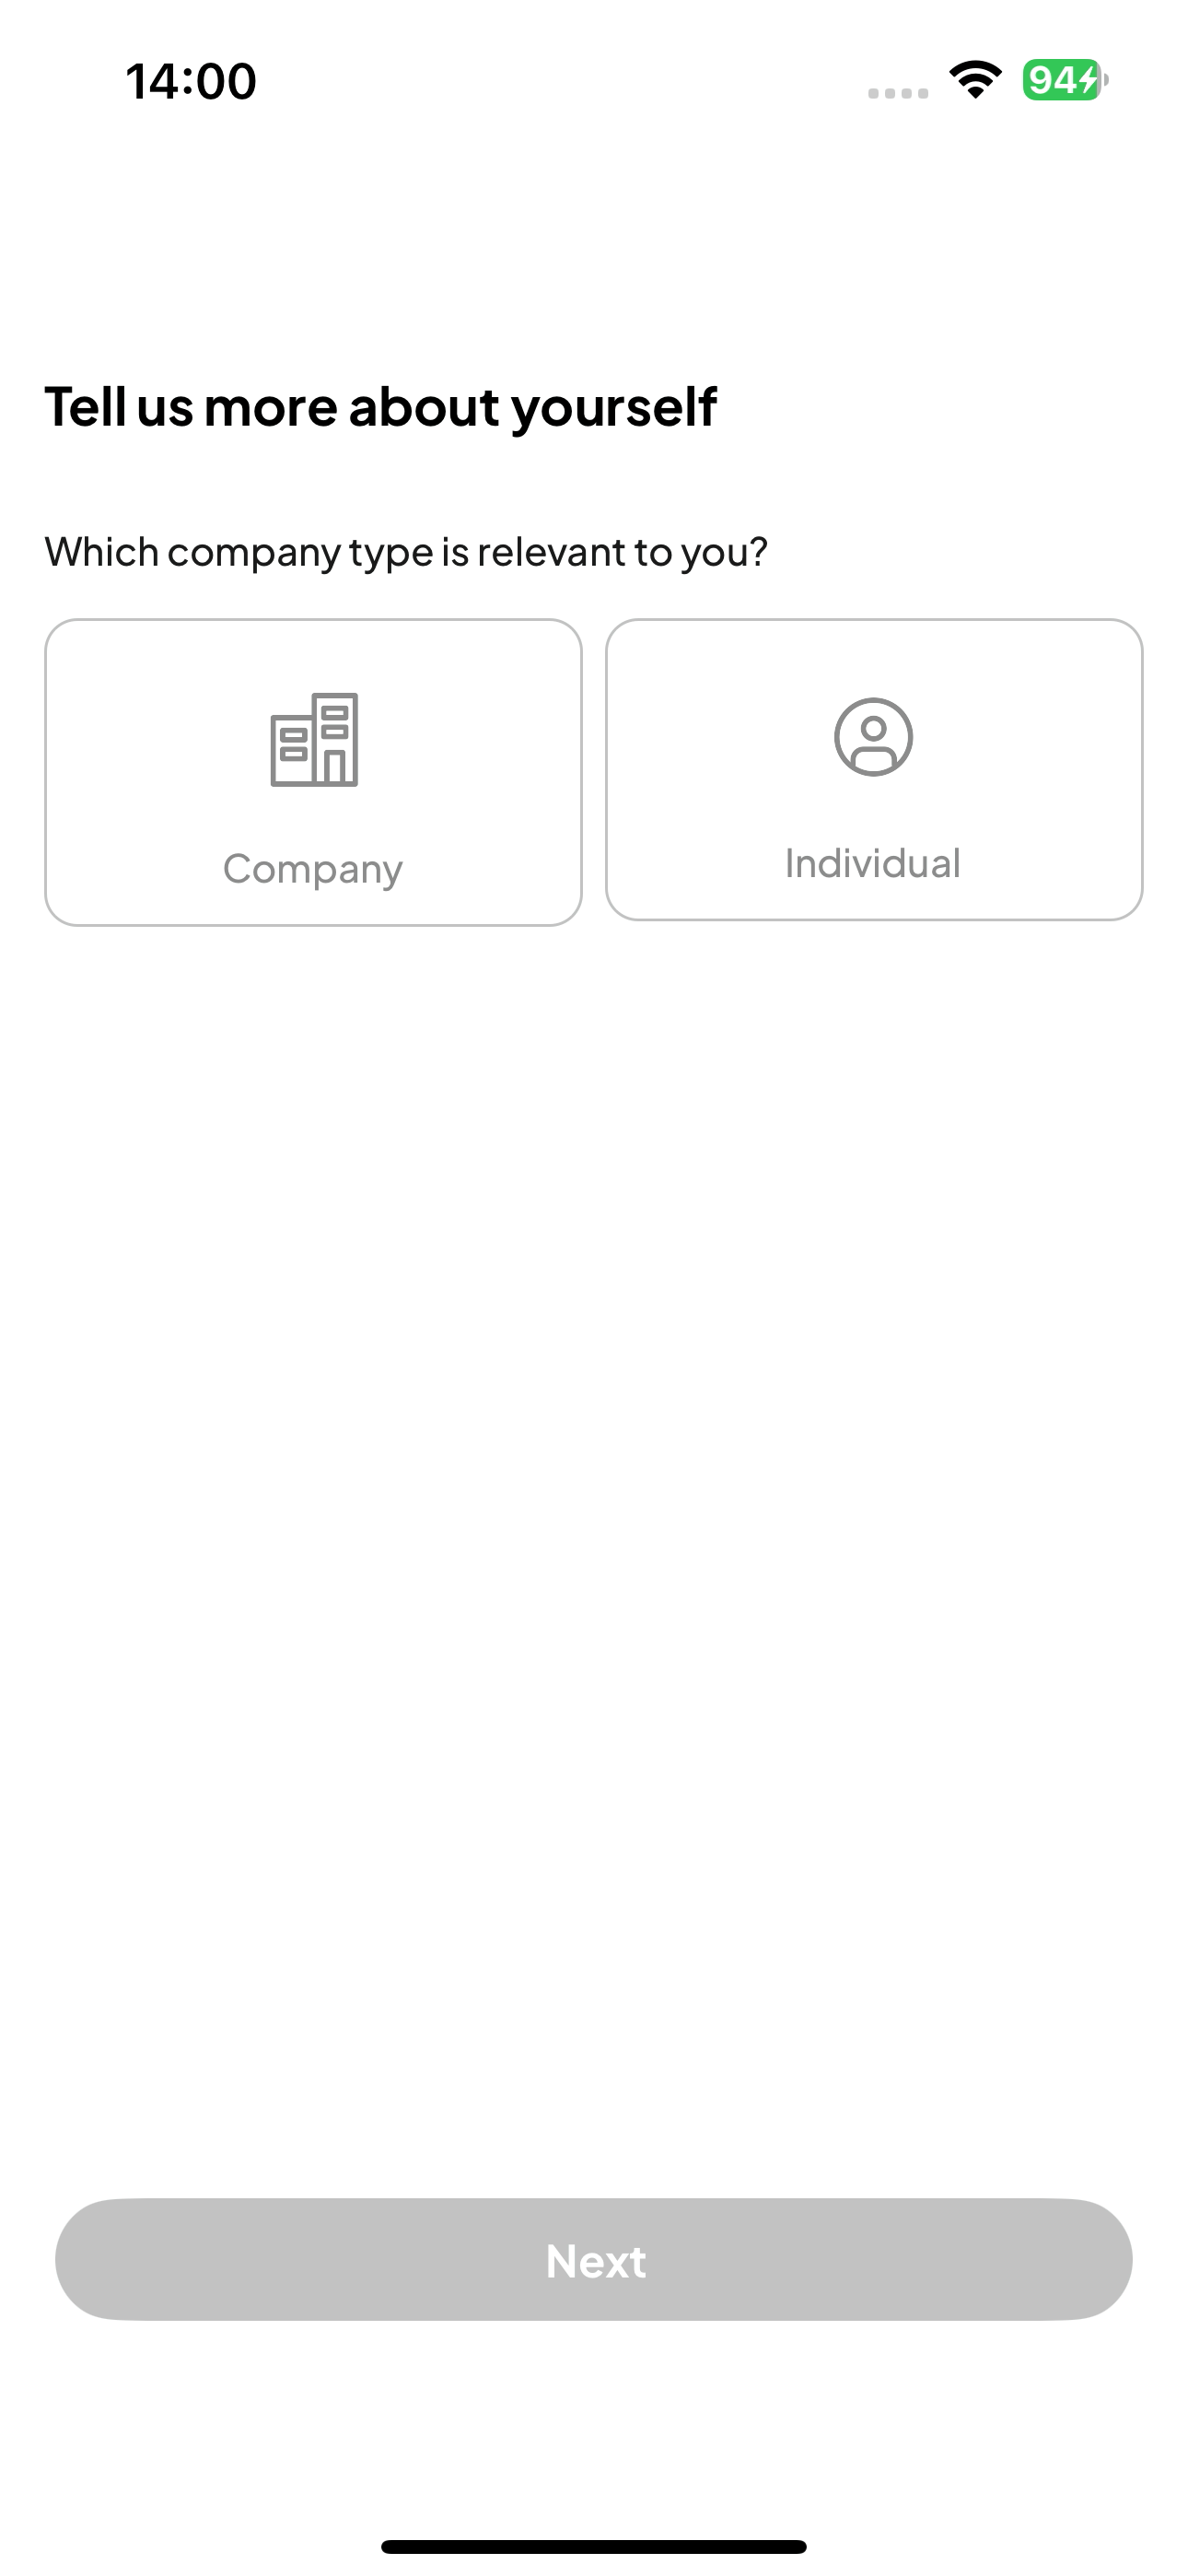 14:00
94
Tell us more about yourself
Which company type is relevant to you?
Company
Individual
Next